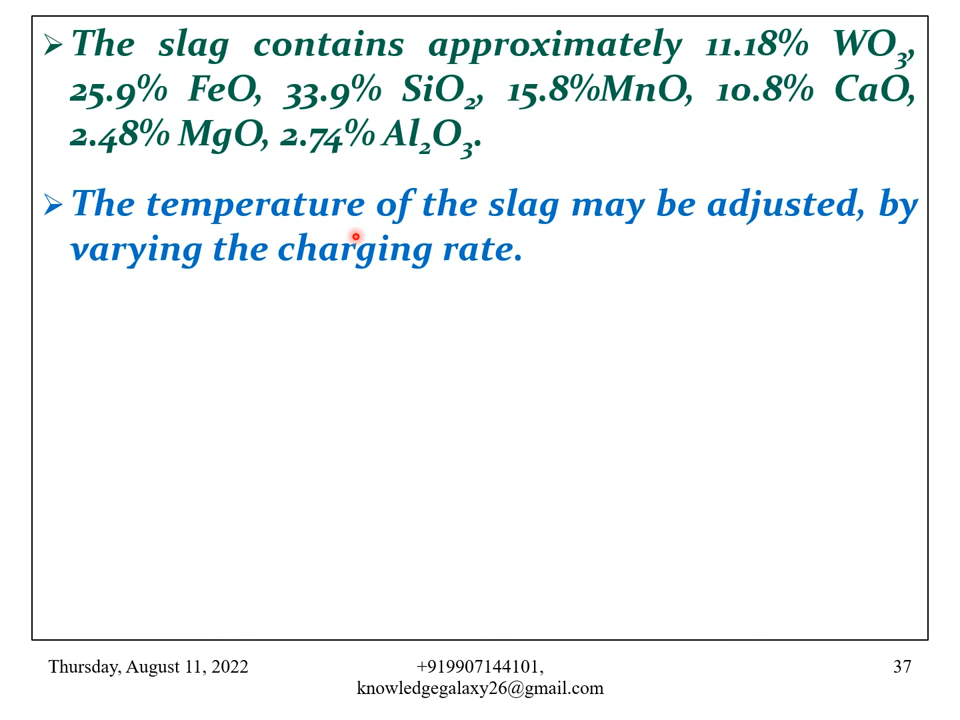 ➢ The slag contains approximately 11.18% WO₃,
25.9% FeO, 33.9% SiO₂, 15.8%MnO, 10.8% CaO,
2.48% MgO, 2.74% Al₂O₃.
➢ The temperature of the slag may be adjusted, by
varying the charging rate.
Thursday, August 11, 2022
+919907144101,
knowledgegalaxy26@gmail.com
37